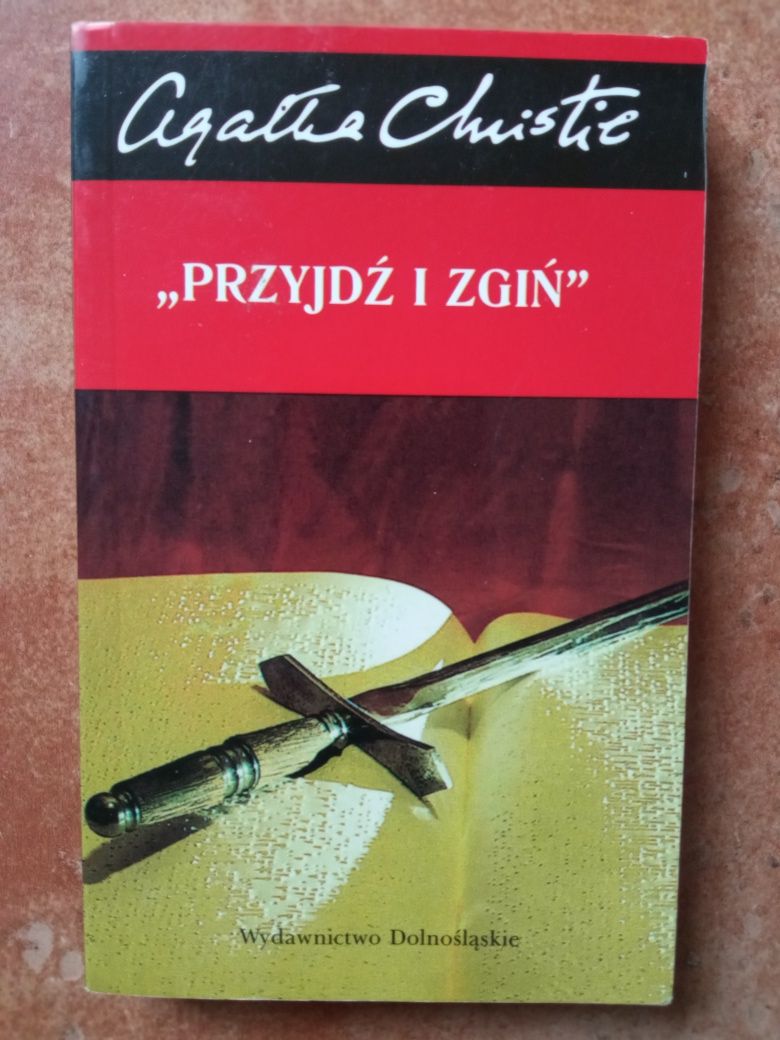 Agatha Christie
„PRZYJDŹ I ZGIŃ”
Wydawnictwo Dolnośląskie